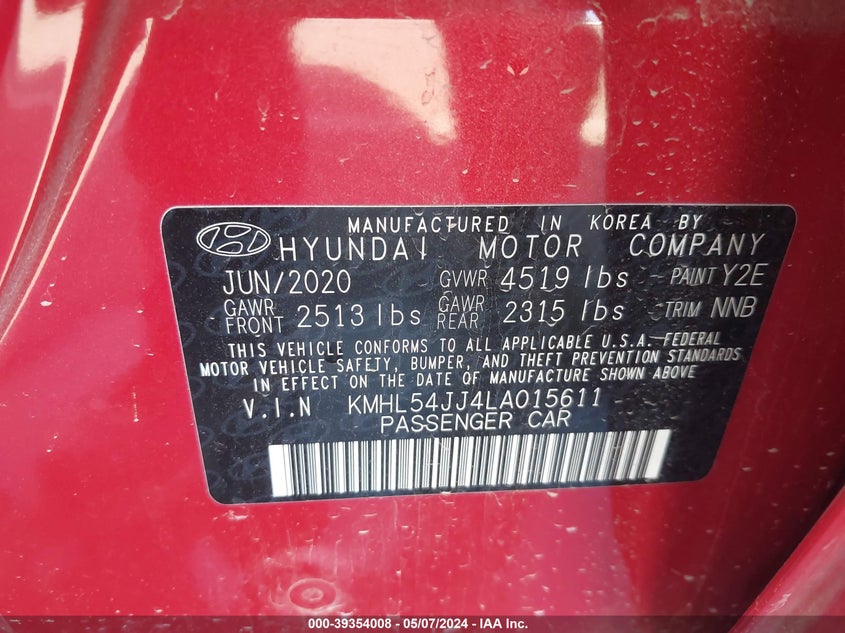 MANUFACTURED IN KOREA BY
HYUNDAI MOTOR COMPANY
JUN/2020 GVWR 4519 lbs PAINT Y2E
GAWR FRONT 2513 lbs GAWR REAR 2315 lbs TRIM NNB
THIS VEHICLE CONFORMS TO ALL APPLICABLE U.S.A. FEDERAL
MOTOR VEHICLE SAFETY, BUMPER, AND THEFT PREVENTION STANDARDS
IN EFFECT ON THE DATE OF MANUFACTURE SHOWN ABOVE
V.I.N KMHL54JJ4LA015611
PASSENGER CAR
000-39354008 - 05/07/2024 - IAA Inc.